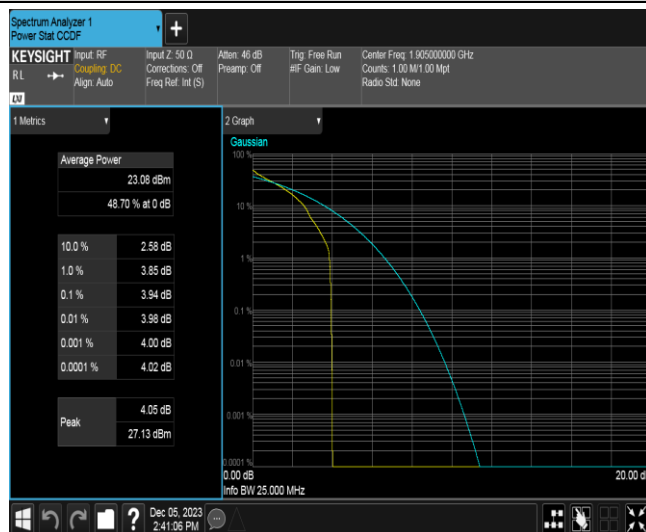 Spectrum Analyzer 1
Power Stat CCDF
+
KEYSIGHT
RL
LXI
Input: RF
Coupling: DC
Align: Auto
Input Z: 50 Ω
Corrections: Off
Freq Ref: Int (S)
Atten: 46 dB
Preamp: Off
Trig: Free Run
#IF Gain: Low
Center Freq: 1.905000000 GHz
Counts: 1.00 M/1.00 Mpt
Radio Std: None
1 Metrics
Average Power
23.08 dBm
48.70 % at 0 dB
10.0 % 2.58 dB
1.0 % 3.85 dB
0.1 % 3.94 dB
0.01 % 3.98 dB
0.001 % 4.00 dB
0.0001 % 4.02 dB
Peak
4.05 dB
27.13 dBm
2 Graph
Gaussian
100 %
10 %
1 %
0.1 %
0.01 %
0.001 %
0.0001 %
0.00 dB
20.00 d
Info BW 25.000 MHz
?
Dec 05, 2023
2:41:06 PM